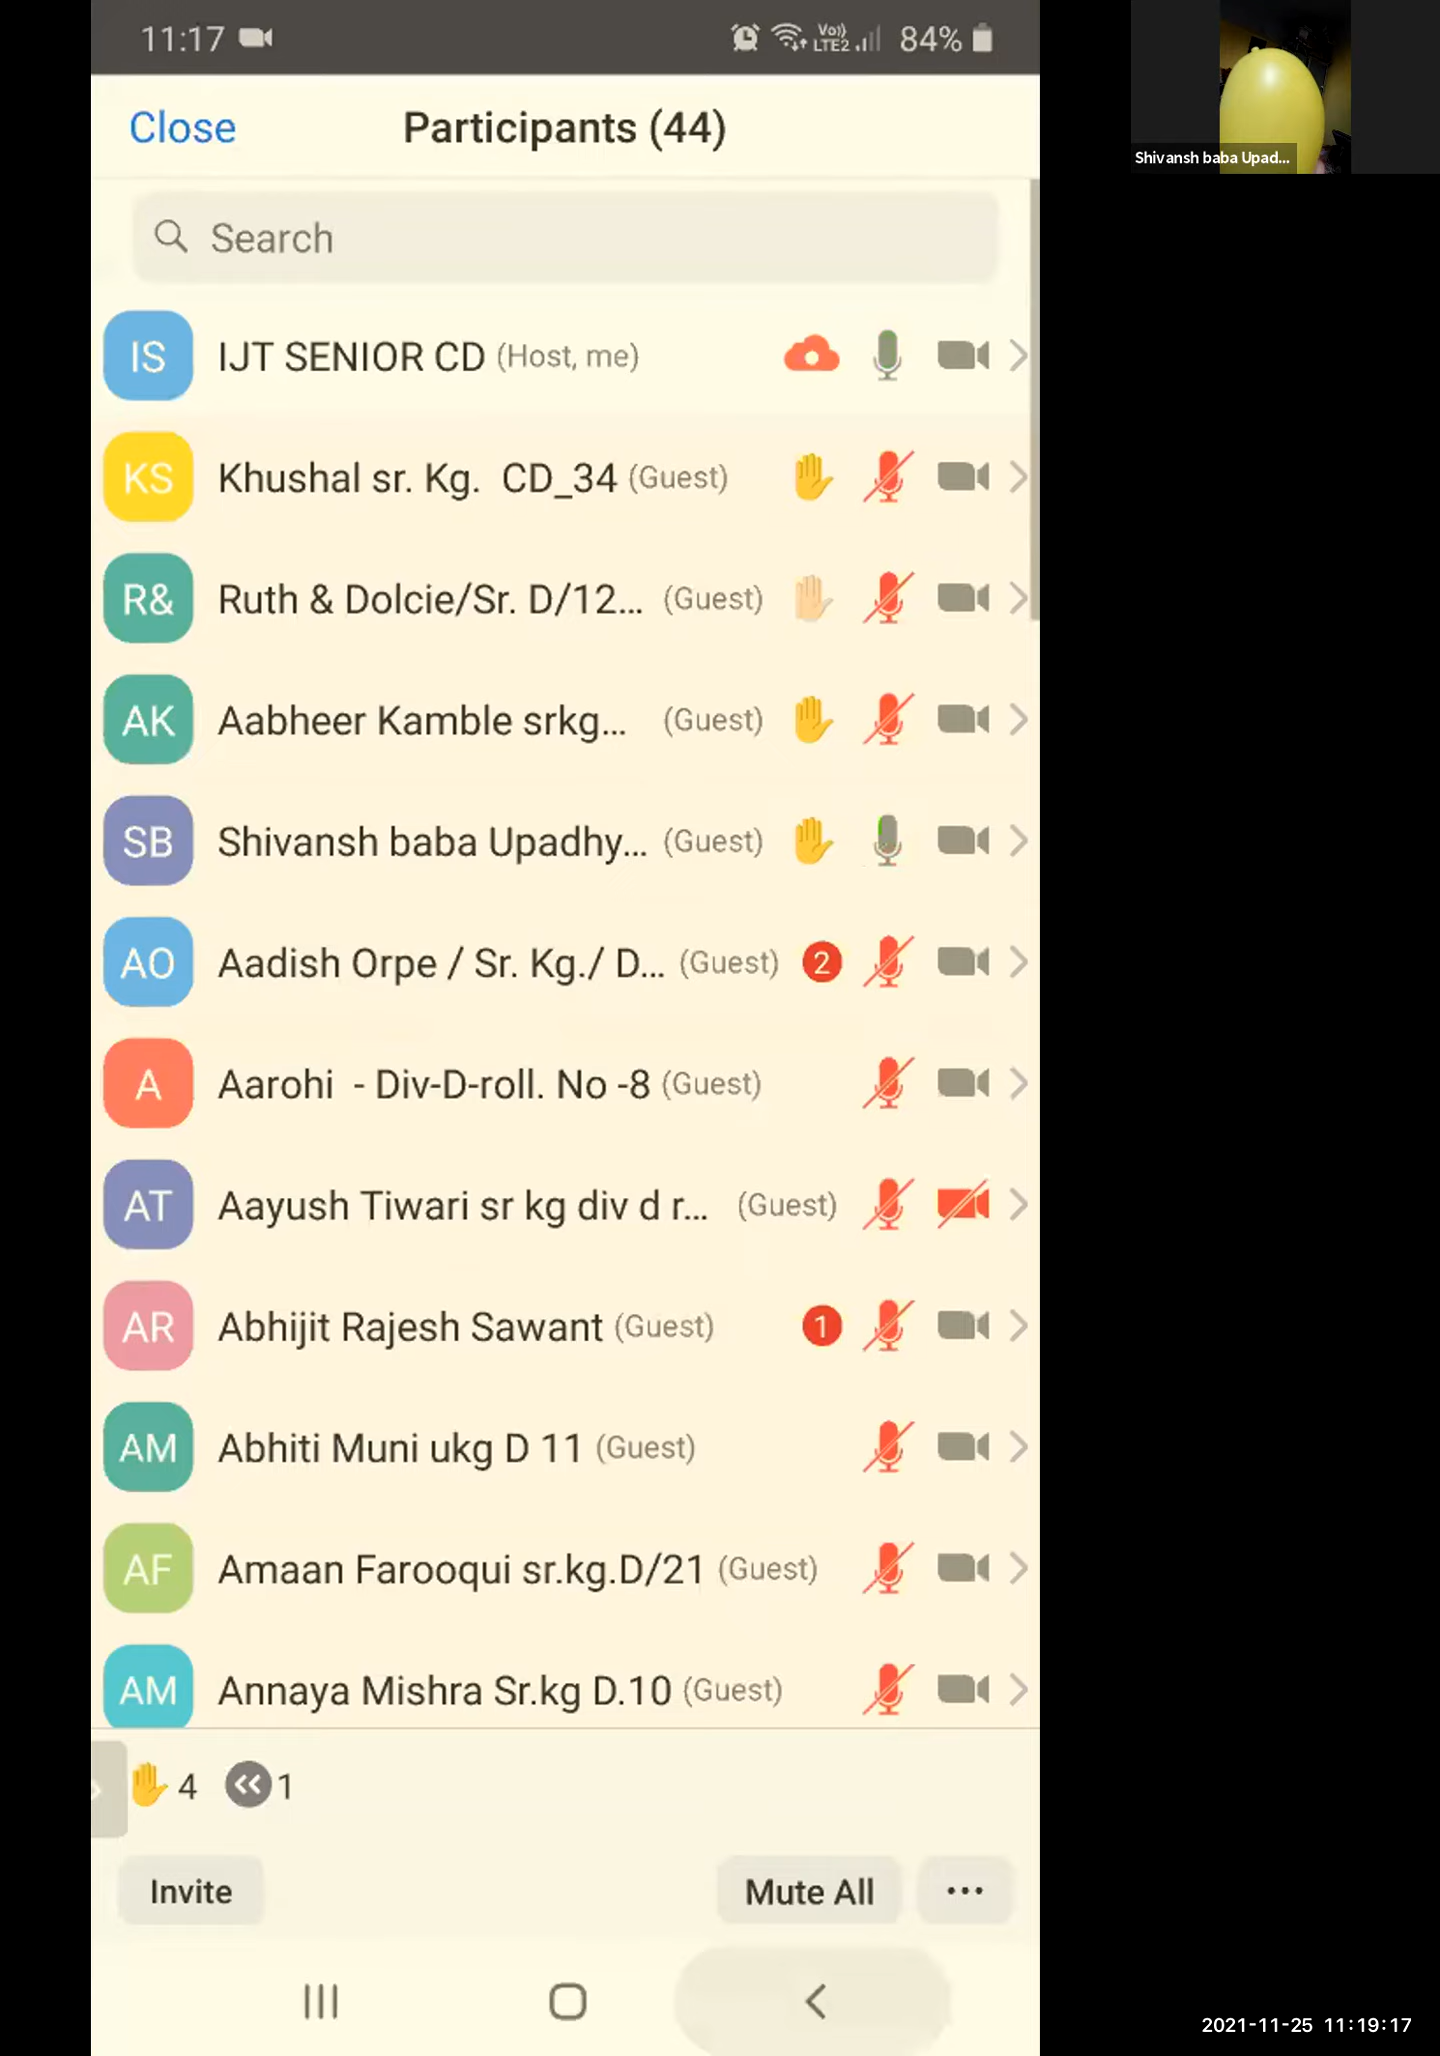 11:17
Vo))
LTE2
84%
Close
Participants (44)
Search
IS
IJT SENIOR CD (Host, me)
KS
Khushal sr. Kg.  CD_34 (Guest)
R&
Ruth & Dolcie/Sr. D/12... (Guest)
AK
Aabheer Kamble srkg... (Guest)
SB
Shivansh baba Upadhy... (Guest)
AO
Aadish Orpe / Sr. Kg./ D... (Guest) 2
A
Aarohi  - Div-D-roll. No -8 (Guest)
AT
Aayush Tiwari sr kg div d r... (Guest)
AR
Abhijit Rajesh Sawant (Guest) 1
AM
Abhiti Muni ukg D 11 (Guest)
AF
Amaan Farooqui sr.kg.D/21 (Guest)
AM
Annaya Mishra Sr.kg D.10 (Guest)
4
1
Invite
Mute All
Shivansh baba Upad...
2021-11-25 11:19:17